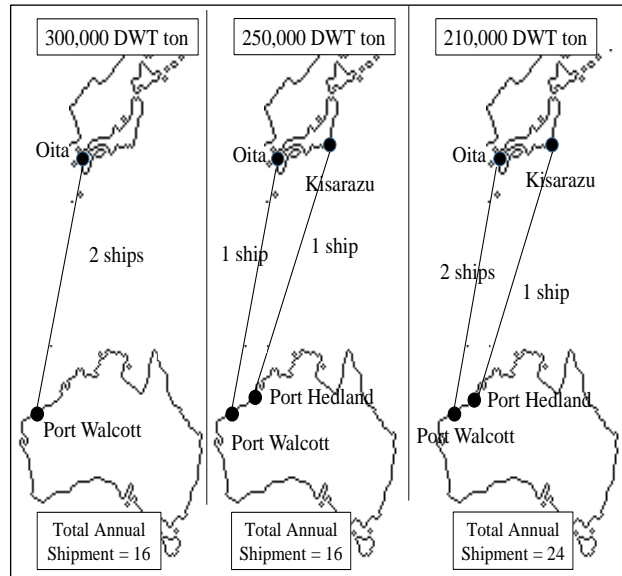 300,000 DWT ton
Oita
2 ships
Port Walcott
Total Annual
Shipment = 16
250,000 DWT ton
Oita
Kisarazu
1 ship
1 ship
Port Hedland
Port Walcott
Total Annual
Shipment = 16
210,000 DWT ton
Oita
Kisarazu
2 ships
1 ship
Port Hedland
Port Walcott
Total Annual
Shipment = 24